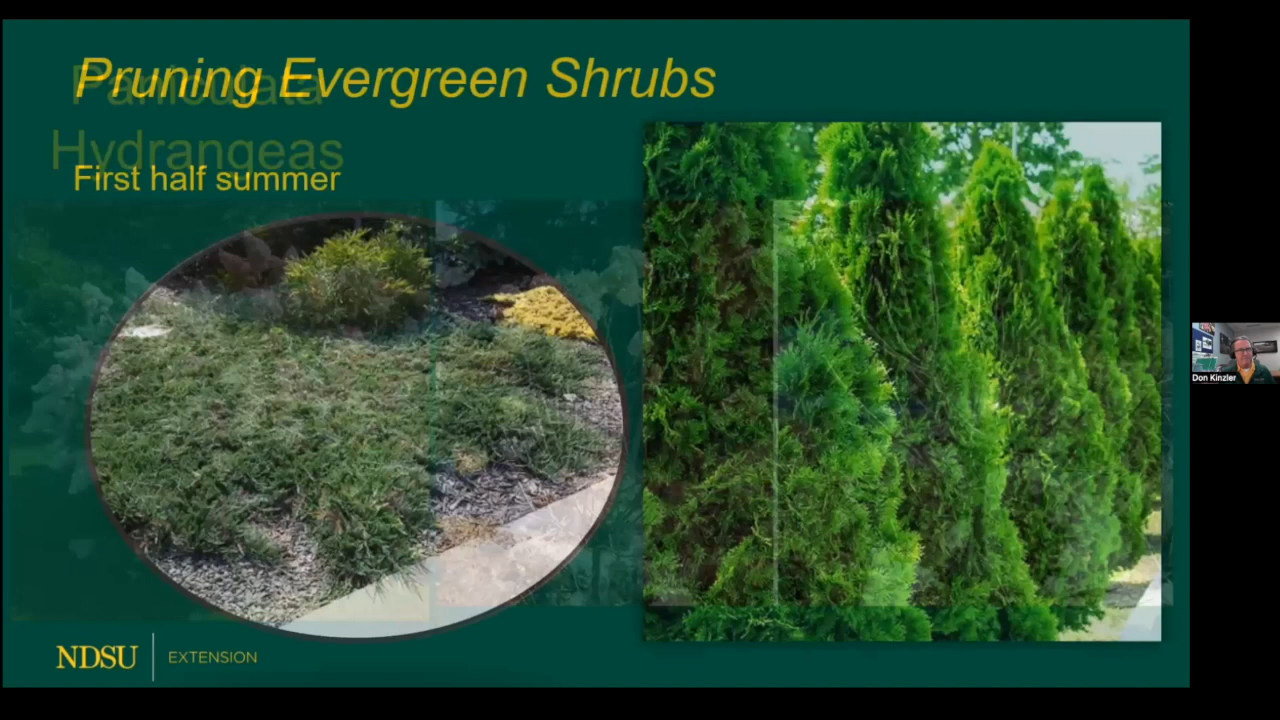 Pruning Evergreen Shrubs
Paniculata
Hydrangeas
First half summer
NDSU
EXTENSION
Don Kinzler